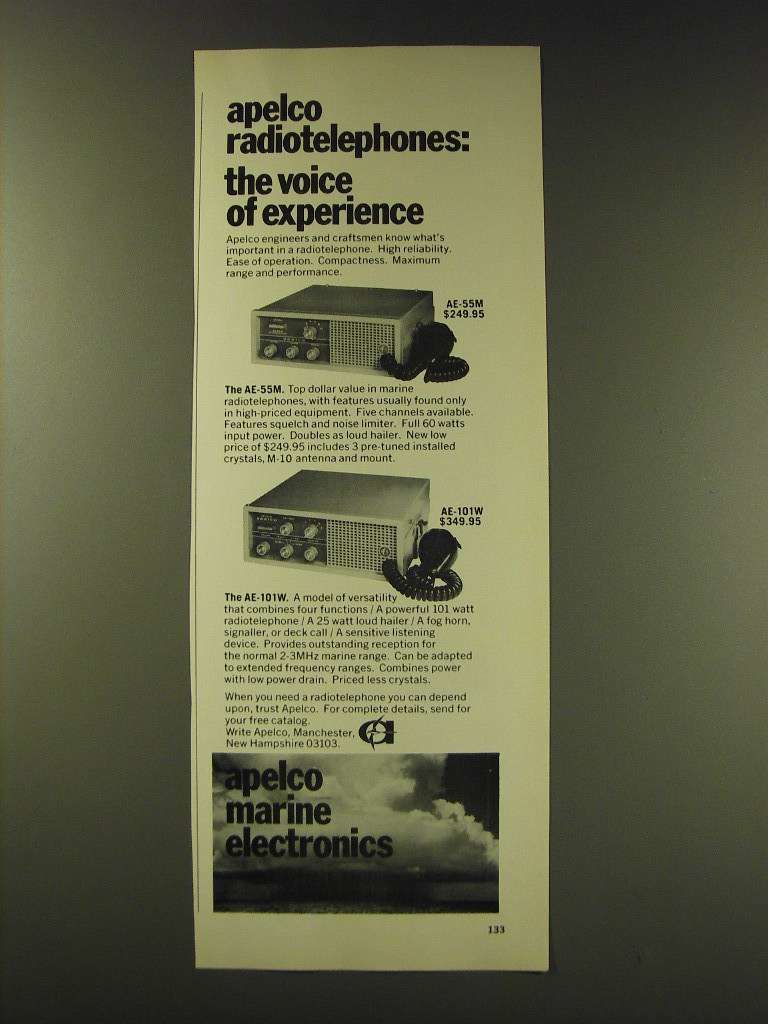 apelco
radiotelephones:
the voice
of experience
Apelco engineers and craftsmen know what's
important in a radiotelephone. High reliability.
Ease of operation. Compactness. Maximum
range and performance.
AE-55M
$249.95
The AE-55M. Top dollar value in marine
radiotelephones, with features usually found only
in high-priced equipment. Five channels available.
Features squelch and noise limiter. Full 60 watts
input power. Doubles as loud hailer. New low
price of $249.95 includes 3 pre-tuned installed
crystals, M-10 antenna and mount.
AE-101W
$349.95
The AE-101W. A model of versatility
that combines four functions / A powerful 101 watt
radiotelephone / A 25 watt loud hailer / A fog horn,
signaller, or deck call / A sensitive listening
device. Provides outstanding reception for
the normal 2-3MHz marine range. Can be adapted
to extended frequency ranges. Combines power
with low power drain. Priced less crystals.
When you need a radiotelephone you can depend
upon, trust Apelco. For complete details, send for
your free catalog.
Write Apelco, Manchester,
New Hampshire 03103.
apelco
marine
electronics
133